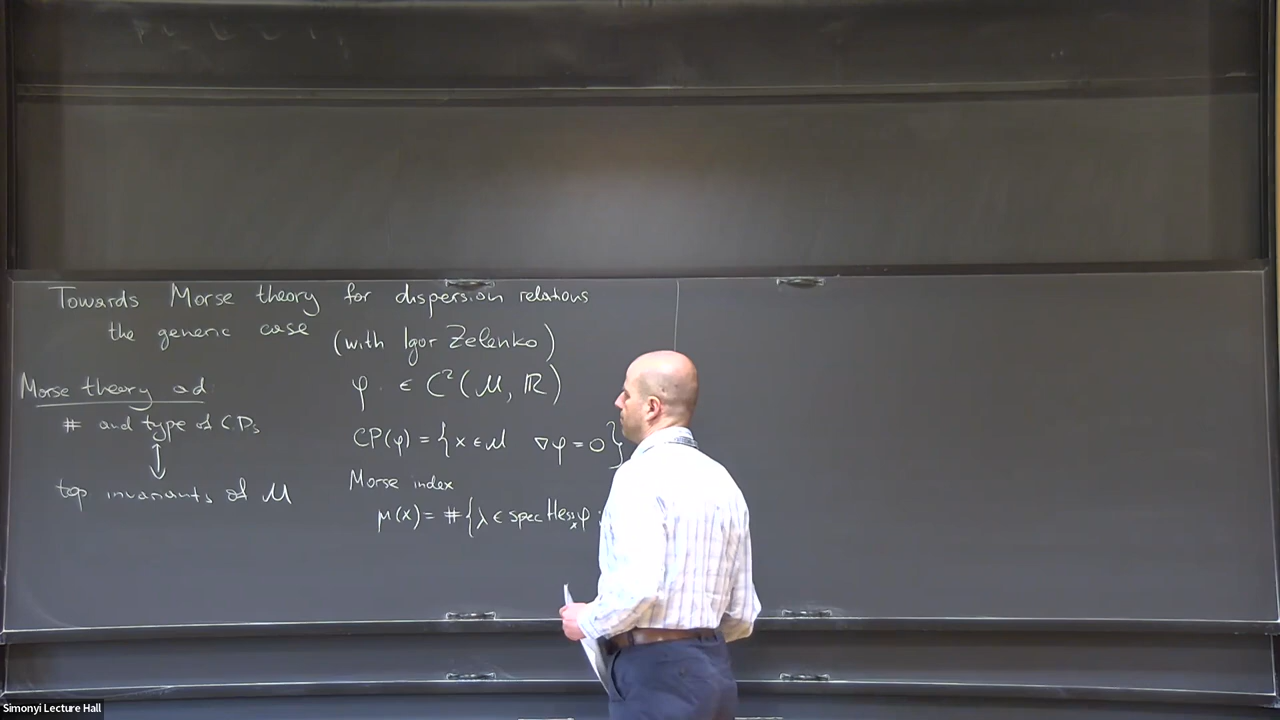 Towards Morse theory for dispersion relations
the generic case (with Igor Zelenko)
Morse theory ad:
# and type of C.P.s
↕
top invariants of M
φ ∈ C²(M, ℝ)
CP(φ) = {x ∈ M ∇φ = 0}
Morse index
μ(x) = #{λ ∈ spec Hessₓφ :
Simonyi Lecture Hall